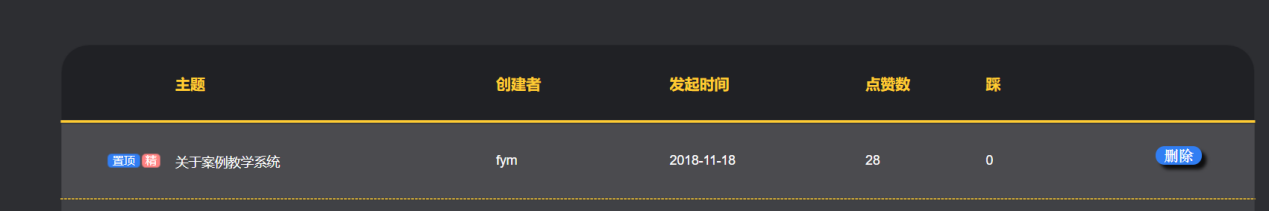 主题 创建者 发起时间 点赞数 踩
置顶 精 关于案例教学系统 fym 2018-11-18 28 0 删除